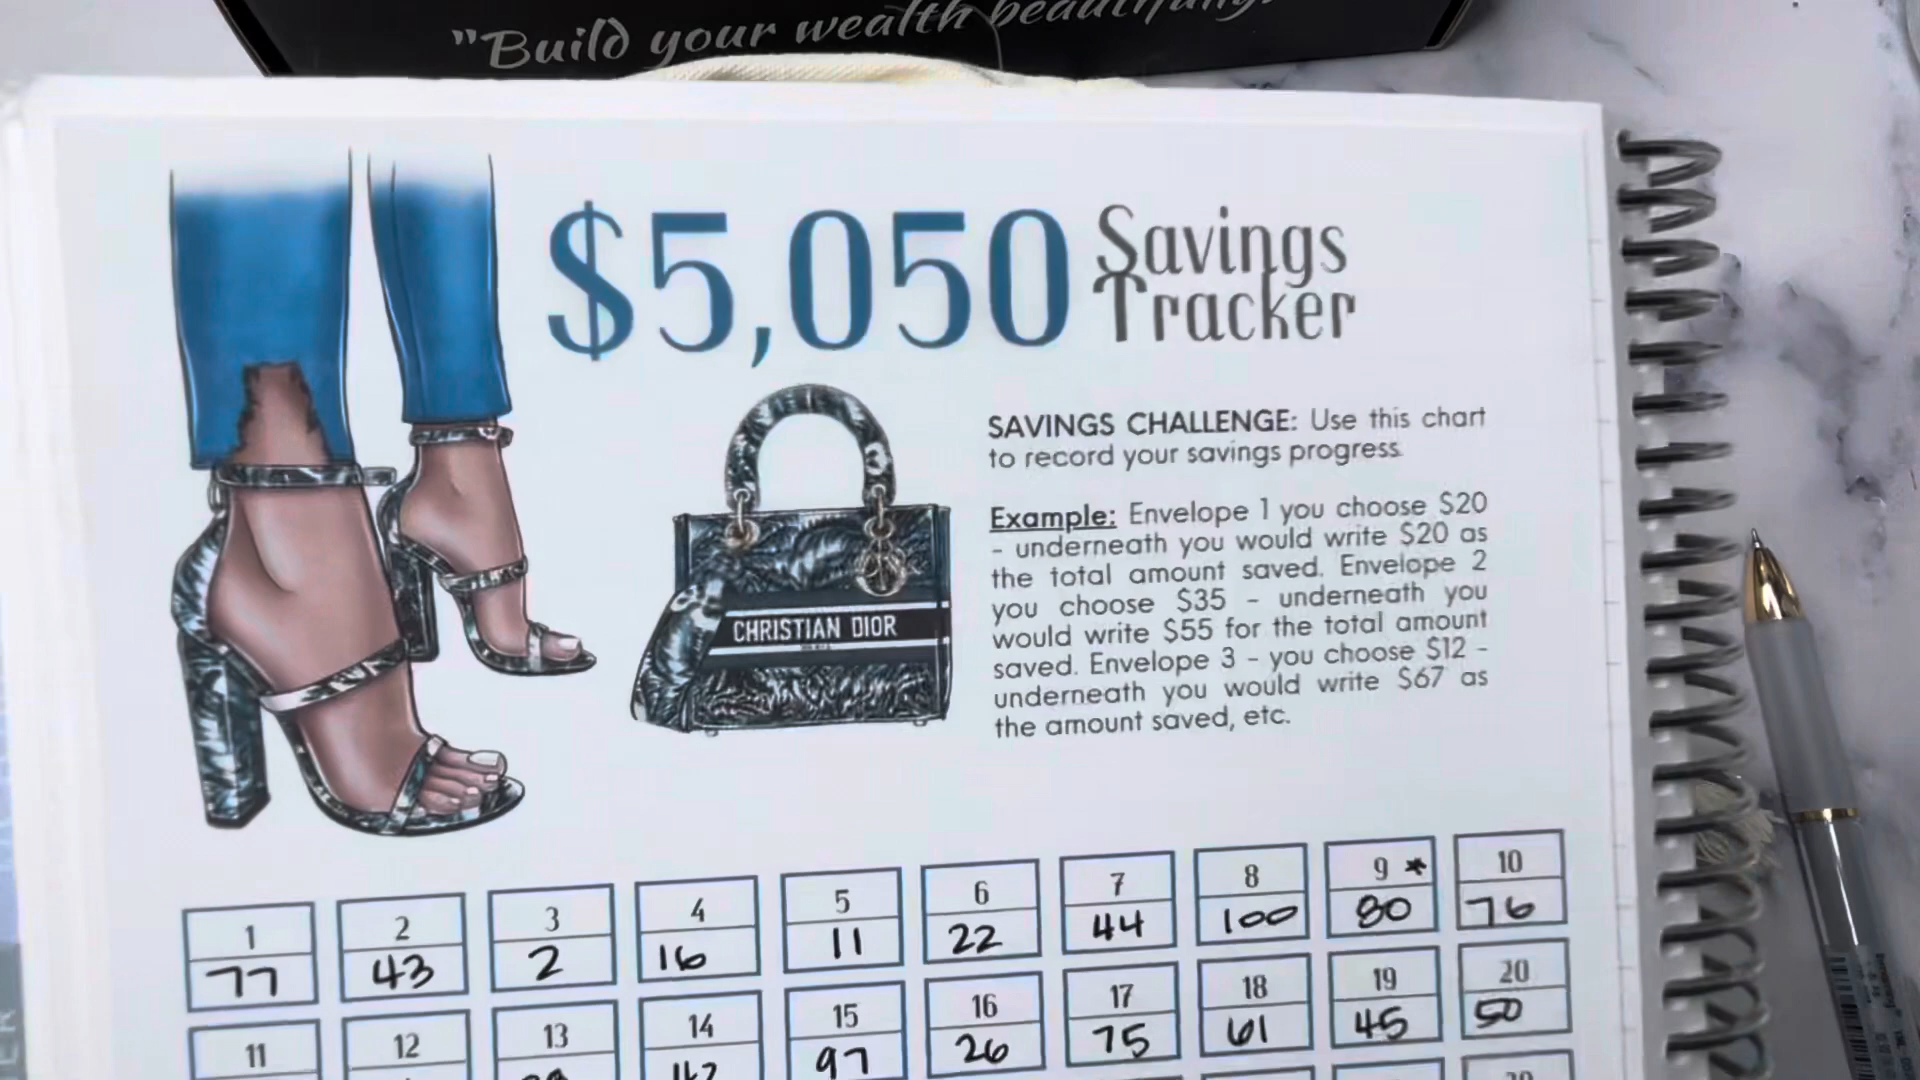 "Build your wealth beautifully.
$5,050 Savings
Tracker
SAVINGS CHALLENGE: Use this chart
to record your savings progress.
Example: Envelope 1 you choose $20
- underneath you would write $20 as
the total amount saved. Envelope 2
you choose $35 - underneath you
would write $55 for the total amount
saved. Envelope 3 - you choose $12 -
underneath you would write $67 as
the amount saved, etc.
CHRISTIAN DIOR
1 2 3 4 5 6 7 8 9 * 10
77 43 2 16 11 22 44 100 80 76
11 12 13 14 15 16 17 18 19 20
97 26 75 61 45 50